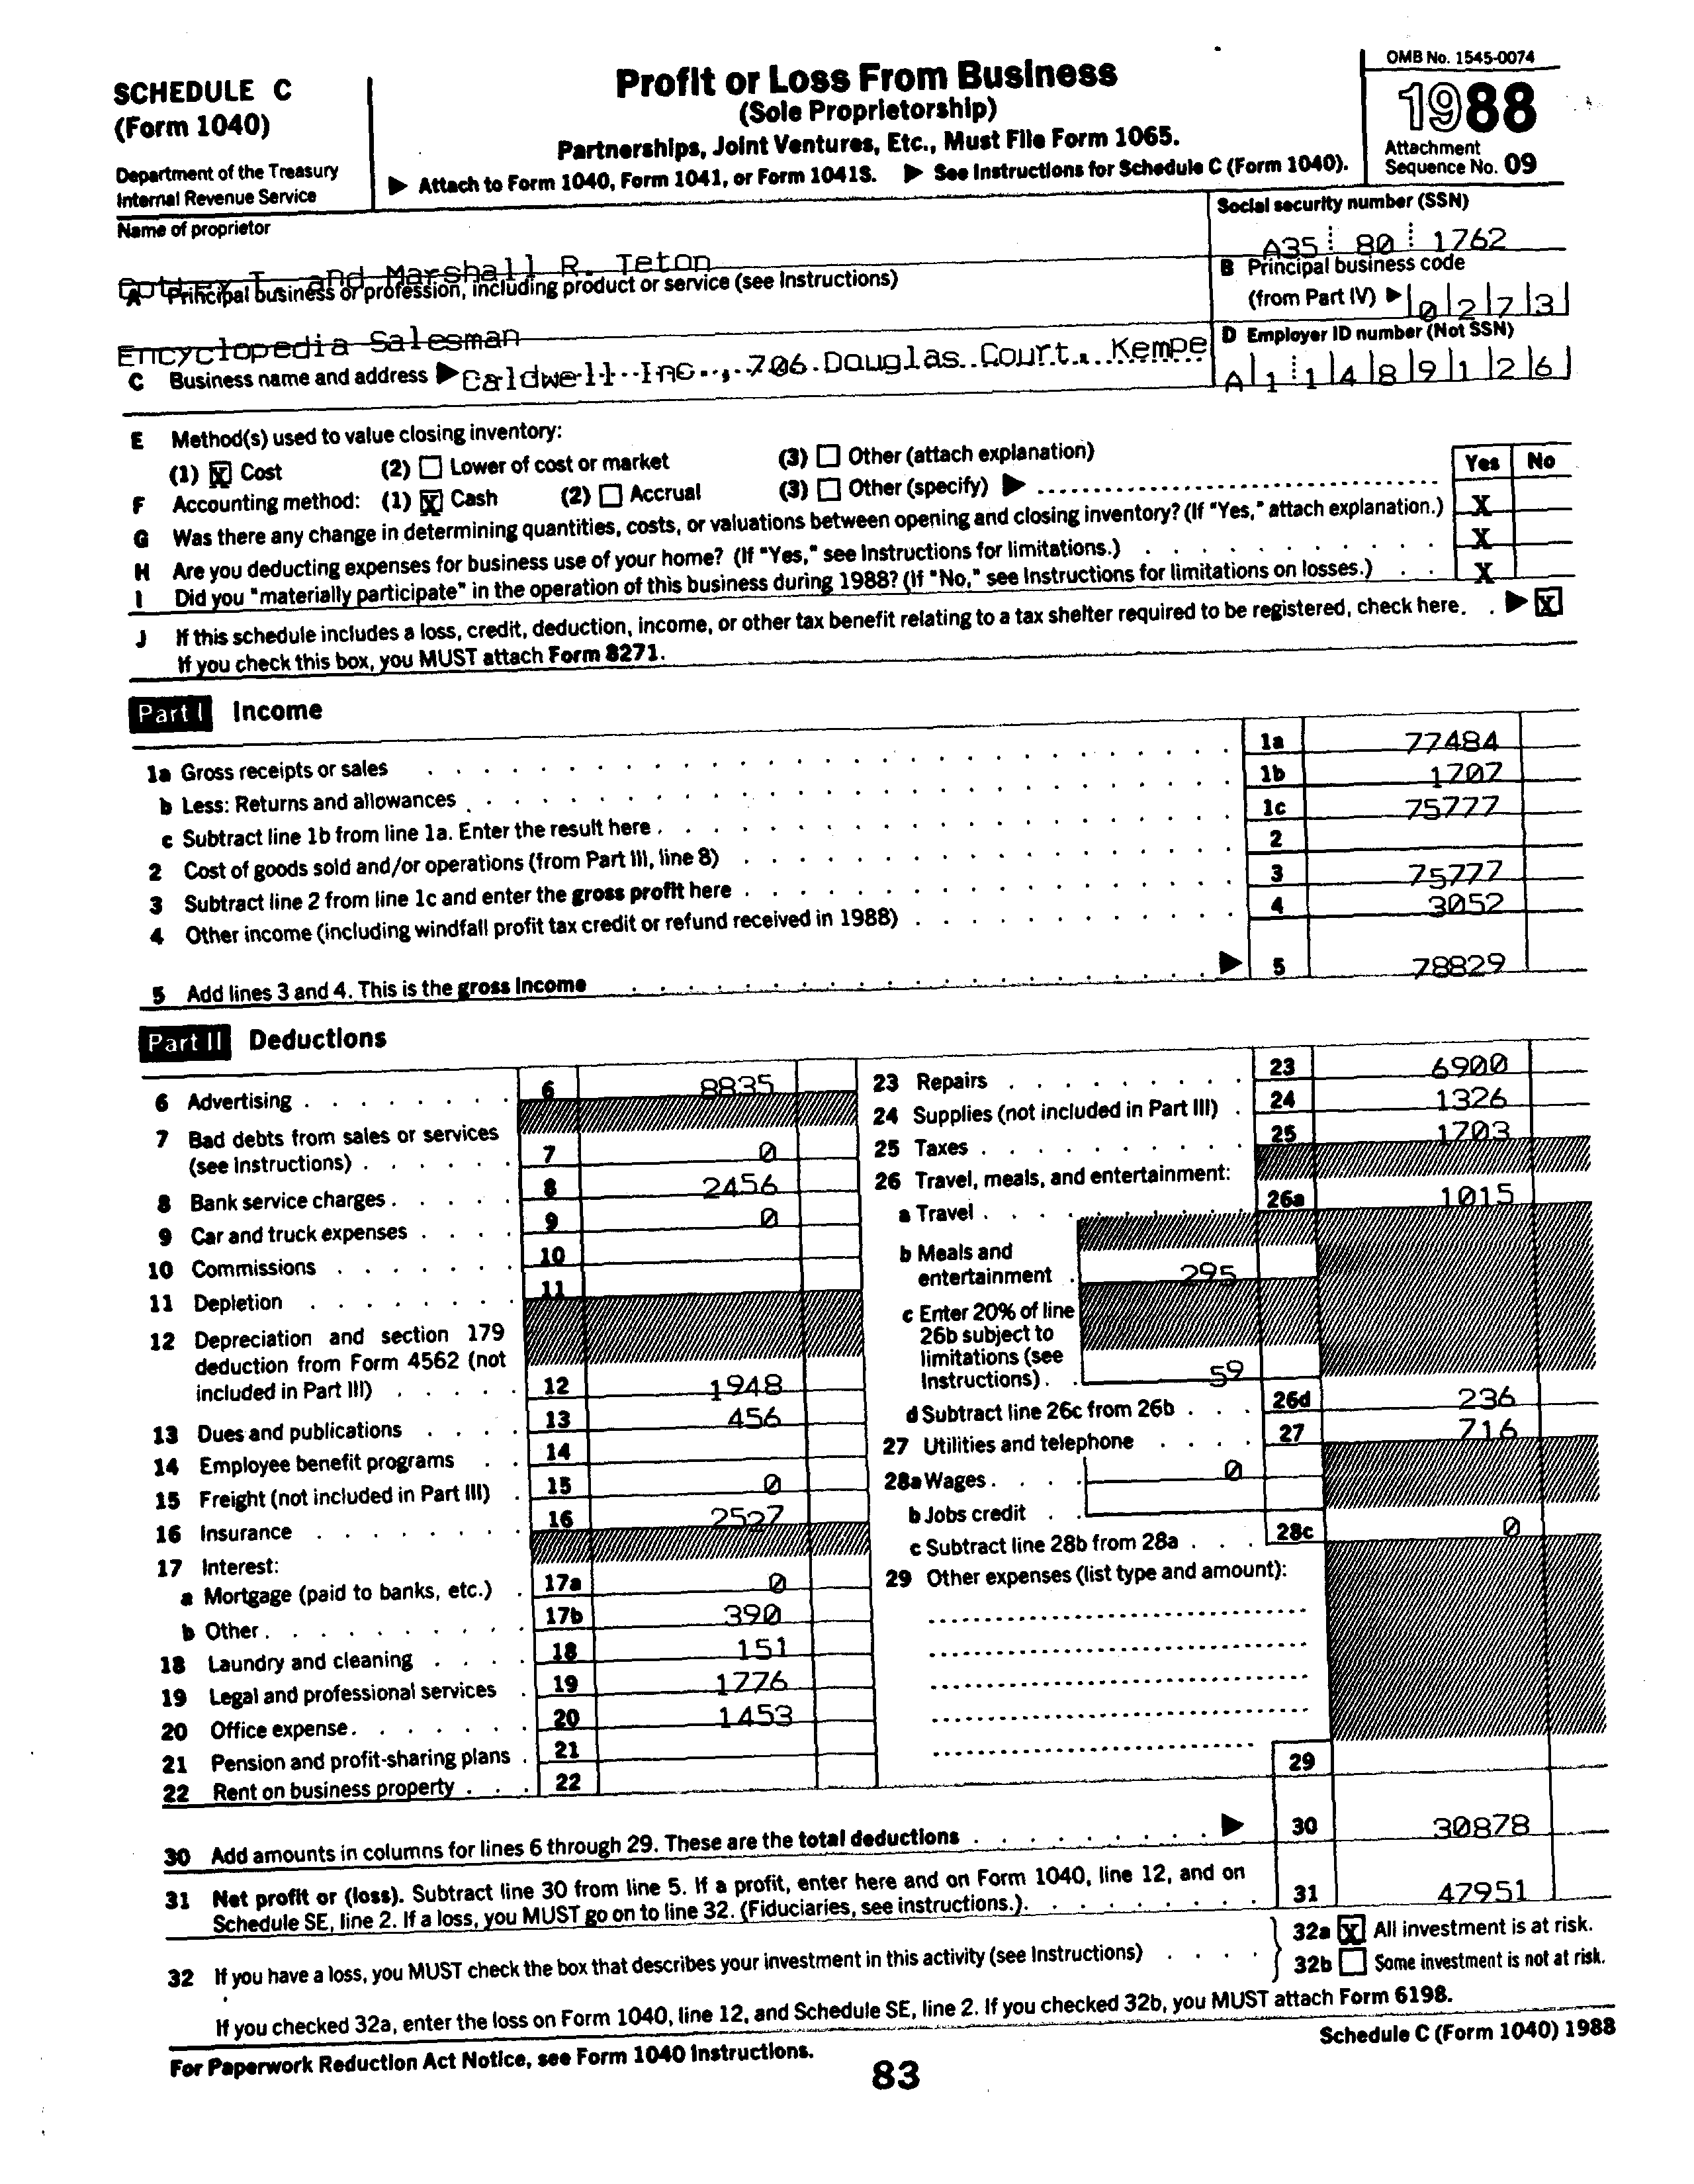 SCHEDULE C
(Form 1040)
Department of the Treasury
Internal Revenue Service
Profit or Loss From Business
(Sole Proprietorship)
Partnerships, Joint Ventures, Etc., Must File Form 1065.
▶ Attach to Form 1040, Form 1041, or Form 1041S. ▶ See Instructions for Schedule C (Form 1040).
OMB No. 1545-0074
1988
Attachment
Sequence No. 09
Name of proprietor
T. and Marshall R. Teton
Social security number (SSN)
A35 80 1762
A Principal business or profession, including product or service (see Instructions)
Encyclopedia Salesman
B Principal business code
(from Part IV) ▶ 0 2 7 3
C Business name and address ▶ Caldwell Inc., 706 Douglas Court, Kempe
D Employer ID number (Not SSN)
A 1 1 4 8 9 1 2 6
E Method(s) used to value closing inventory:
(1) X Cost (2) Lower of cost or market (3) Other (attach explanation)
Yes No
F Accounting method: (1) X Cash (2) Accrual (3) Other (specify) ▶
G Was there any change in determining quantities, costs, or valuations between opening and closing inventory? (If "Yes," attach explanation.) X
H Are you deducting expenses for business use of your home? (If "Yes," see Instructions for limitations.) X
I Did you "materially participate" in the operation of this business during 1988? (If "No," see Instructions for limitations on losses.) X
J If this schedule includes a loss, credit, deduction, income, or other tax benefit relating to a tax shelter required to be registered, check here. ▶ X
If you check this box, you MUST attach Form 8271.
Part I Income
1a Gross receipts or sales 1a 77484
b Less: Returns and allowances 1b 1707
c Subtract line 1b from line 1a. Enter the result here 1c 75777
2 Cost of goods sold and/or operations (from Part III, line 8) 2
3 Subtract line 2 from line 1c and enter the gross profit here 3 75777
4 Other income (including windfall profit tax credit or refund received in 1988) 4 3052
5 Add lines 3 and 4. This is the gross income ▶ 5 78829
Part II Deductions
6 Advertising 6 8835
7 Bad debts from sales or services
(see Instructions) 7 0
8 Bank service charges 8 2456
9 Car and truck expenses 9 0
10 Commissions 10
11 Depletion 11
12 Depreciation and section 179
deduction from Form 4562 (not
included in Part III) 12 1948
13 Dues and publications 13 456
14 Employee benefit programs 14
15 Freight (not included in Part III) 15 0
16 Insurance 16 2527
17 Interest:
a Mortgage (paid to banks, etc.) 17a 0
b Other 17b 390
18 Laundry and cleaning 18 151
19 Legal and professional services 19 1776
20 Office expense 20 1453
21 Pension and profit-sharing plans 21
22 Rent on business property 22
23 Repairs 23 6900
24 Supplies (not included in Part III) 24 1326
25 Taxes 25 1703
26 Travel, meals, and entertainment:
a Travel 26a 1015
b Meals and
entertainment 295
c Enter 20% of line
26b subject to
limitations (see
Instructions) 59
d Subtract line 26c from 26b 26d 236
27 Utilities and telephone 27 716
28a Wages 0
b Jobs credit
c Subtract line 28b from 28a 28c 0
29 Other expenses (list type and amount):
29
30 Add amounts in columns for lines 6 through 29. These are the total deductions ▶ 30 30878
31 Net profit or (loss). Subtract line 30 from line 5. If a profit, enter here and on Form 1040, line 12, and on
Schedule SE, line 2. If a loss, you MUST go on to line 32. (Fiduciaries, see instructions.) 31 47951
32 If you have a loss, you MUST check the box that describes your investment in this activity (see Instructions)
32a X All investment is at risk.
32b Some investment is not at risk.
If you checked 32a, enter the loss on Form 1040, line 12, and Schedule SE, line 2. If you checked 32b, you MUST attach Form 6198.
For Paperwork Reduction Act Notice, see Form 1040 Instructions.
Schedule C (Form 1040) 1988
83